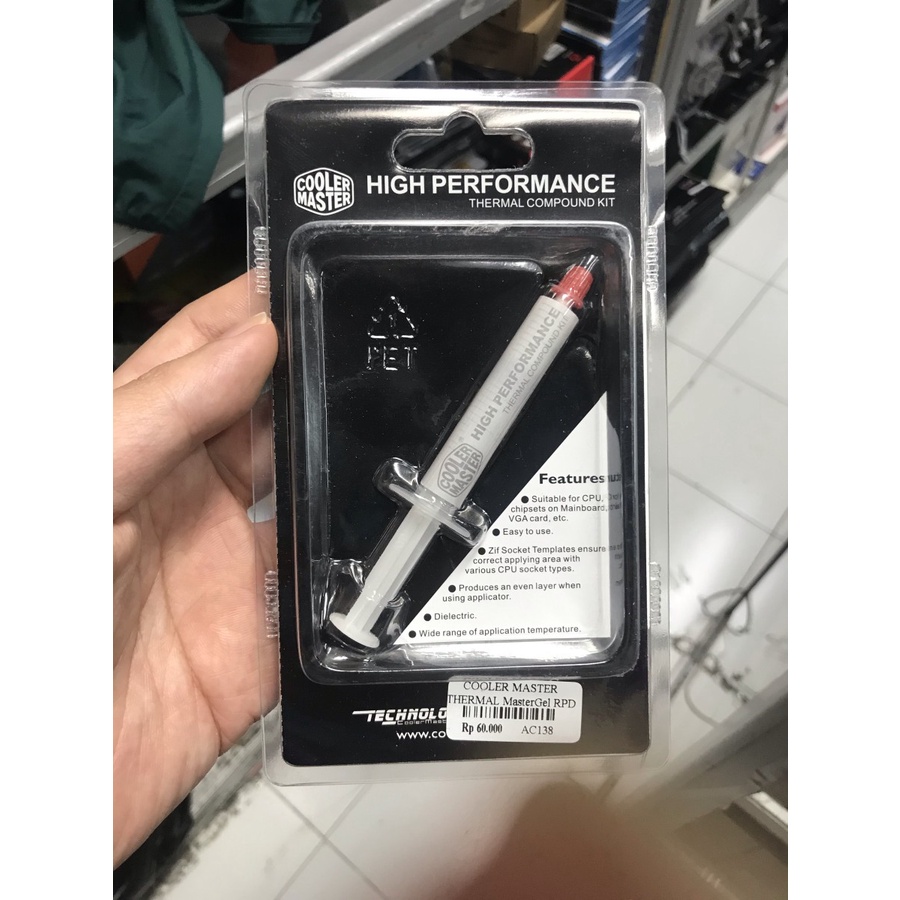 COOLER
MASTER
HIGH PERFORMANCE
THERMAL COMPOUND KIT
PET
COOLER
MASTER
HIGH PERFORMANCE
THERMAL COMPOUND KIT
Features
● Suitable for CPU,
chipsets on Mainboard,
VGA card, etc.
● Easy to use.
● Zif Socket Templates ensure
correct applying area with
various CPU socket types.
● Produces an even layer when
using applicator.
● Dielectric.
● Wide range of application temperature.
COOLER MASTER
THERMAL MasterGel RPD
Rp 60.000 AC138
TECHNOLO
www.co